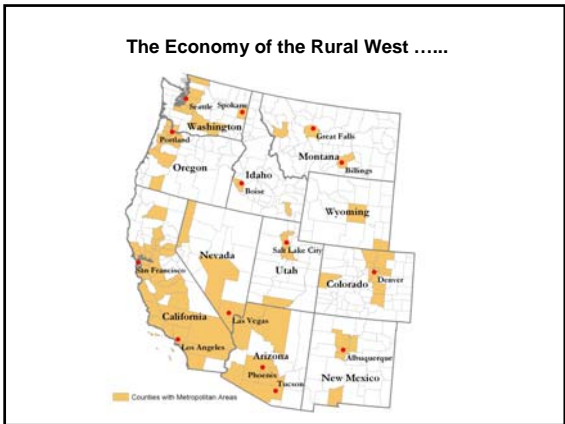 The Economy of the Rural West …...
Seattle
Spokane
Washington
Portland
Great Falls
Montana
Billings
Oregon
Idaho
Boise
Wyoming
Nevada
Salt Lake City
Utah
San Francisco
Denver
Colorado
California
Las Vegas
Los Angeles
Arizona
Albuquerque
Phoenix
New Mexico
Tucson
Counties with Metropolitan Areas